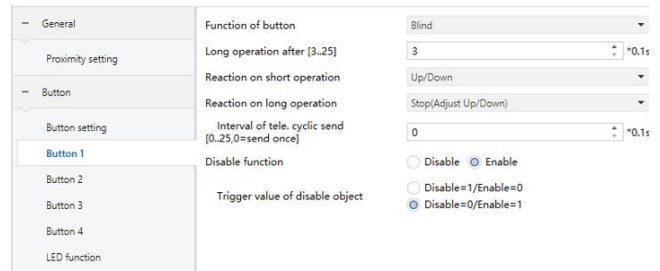 General
Proximity setting
Button
Button setting
Button 1
Button 2
Button 3
Button 4
LED function
Function of button Blind
Long operation after [3..25] 3 *0.1s
Reaction on short operation Up/Down
Reaction on long operation Stop(Adjust Up/Down)
Interval of tele. cyclic send
[0..25,0=send once] 0 *0.1s
Disable function Disable Enable
Trigger value of disable object Disable=1/Enable=0
Disable=0/Enable=1